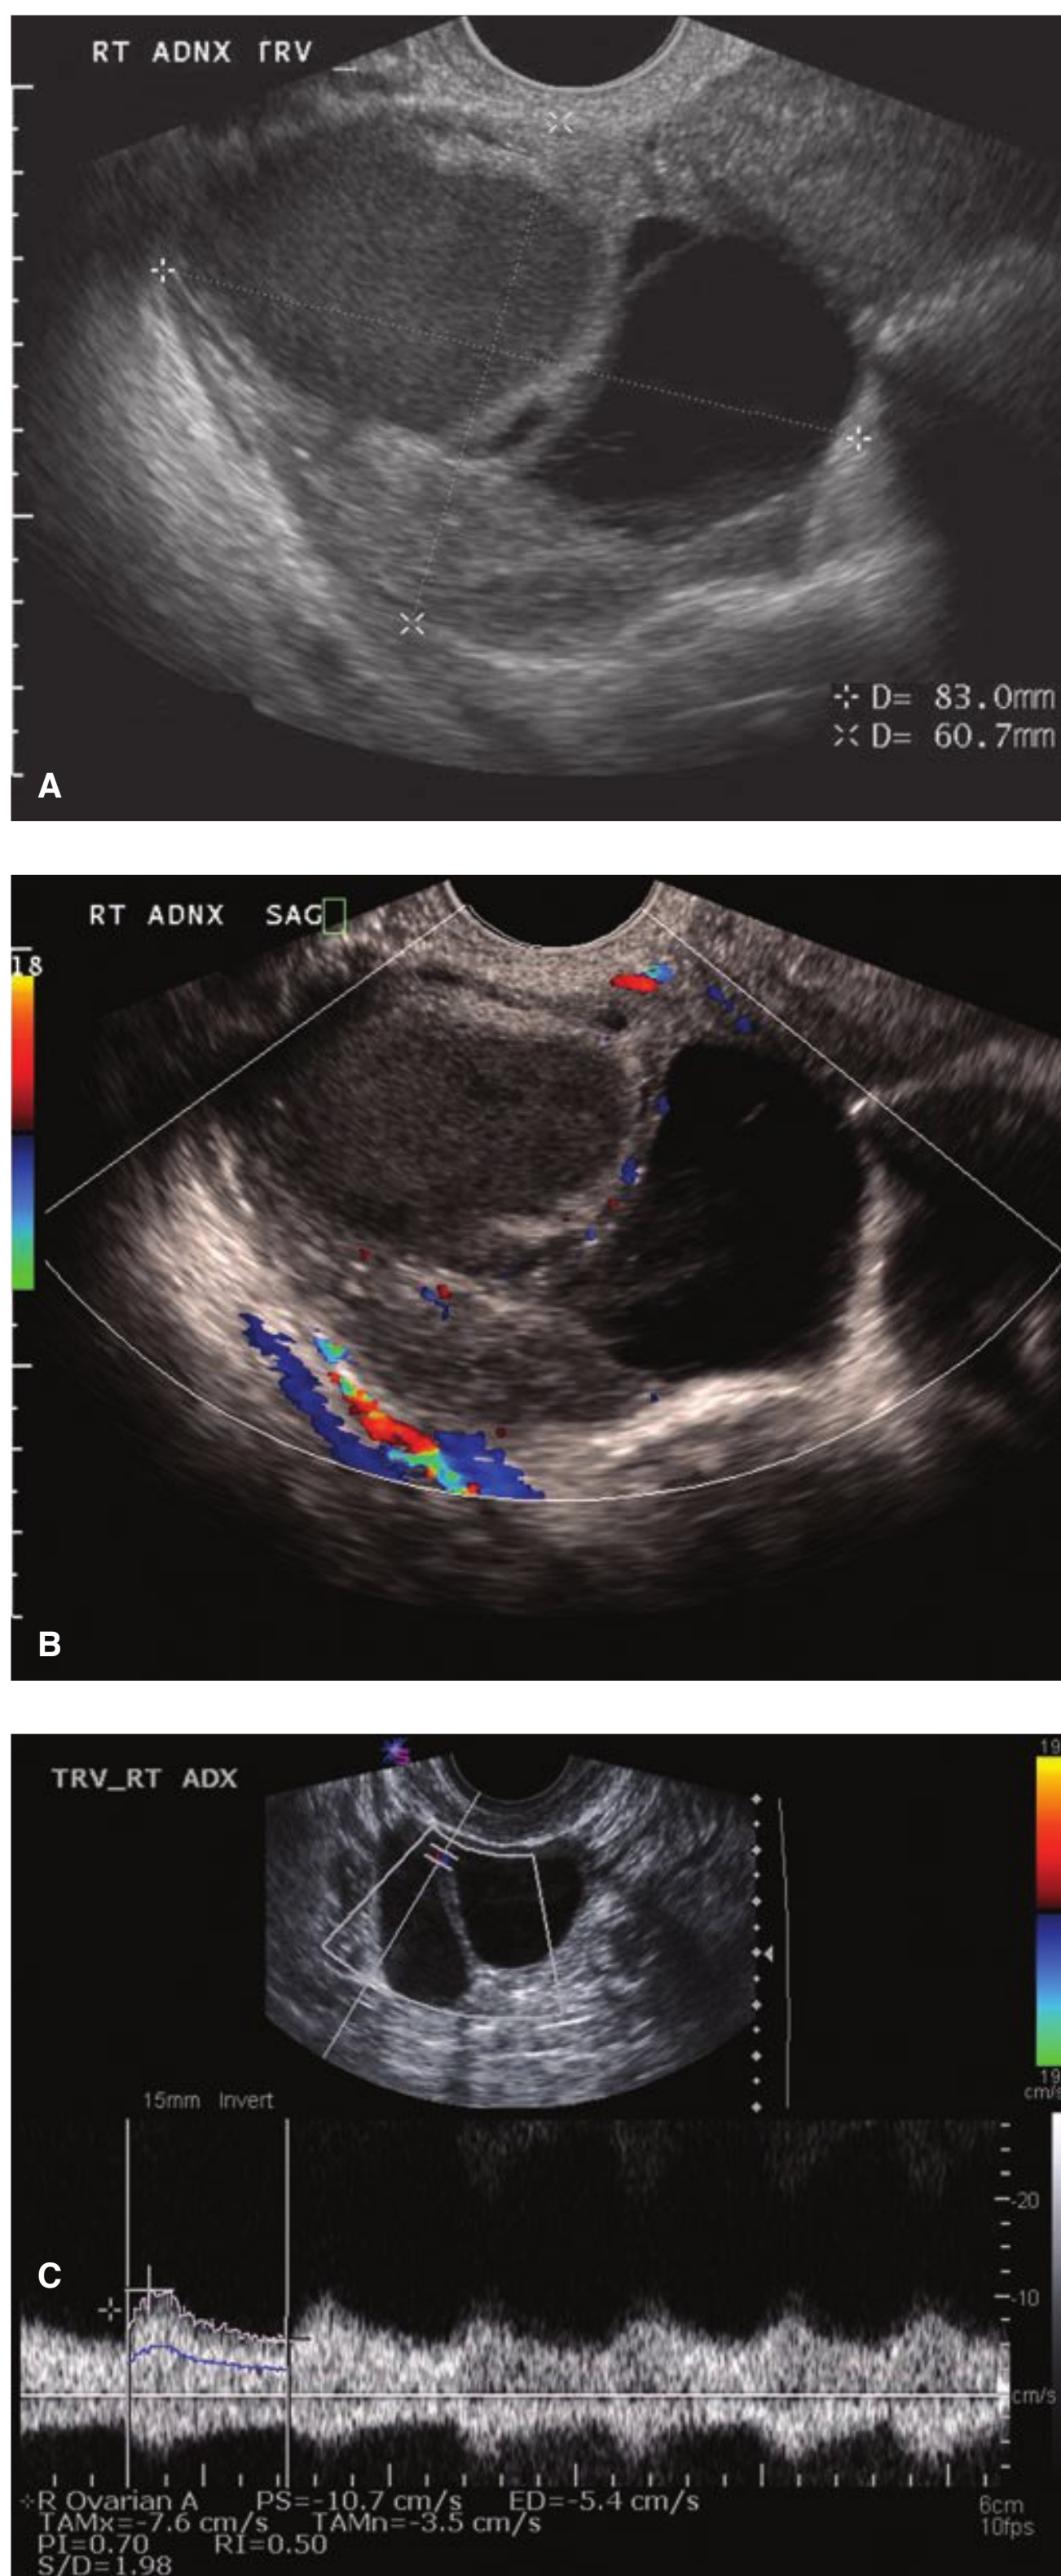 RT ADNX TRV _
D= 83.0mm
D= 60.7mm
A
RT ADNX SAG
18
B
TRV_RT ADX
19
19
cm/s
15mm Invert
-20
C
-10
cm/s
R Ovarian A PS=-10.7 cm/s ED=-5.4 cm/s
TAMx=-7.6 cm/s TAMn=-3.5 cm/s
PI=0.70 RI=0.50
S/D=1.98
6cm
10fps